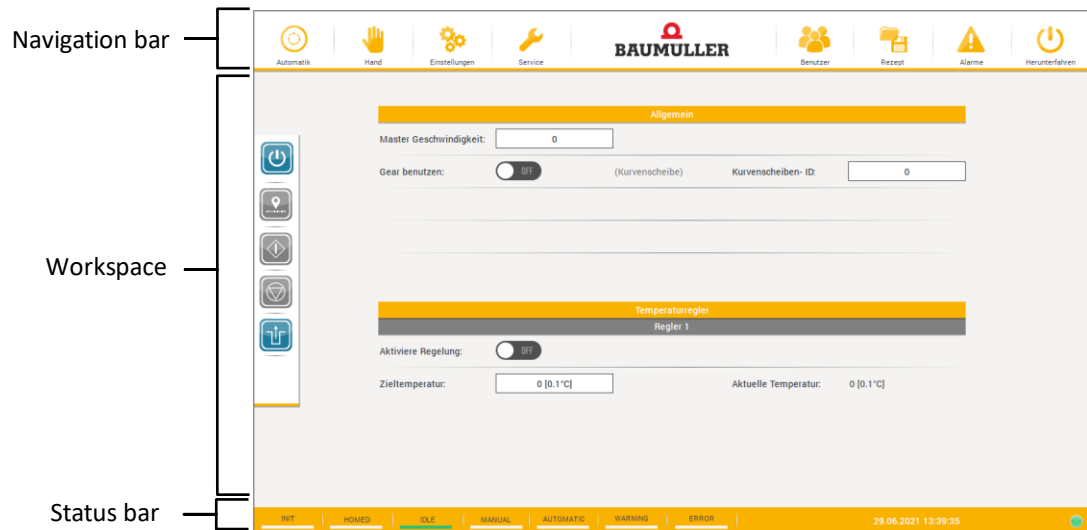 Navigation bar
BAUMÜLLER
Automatik Hand Einstellungen Service Benutzer Rezept Alarme Herunterfahren
Allgemein
Master Geschwindigkeit: 0
Gear benutzen: OFF (Kurvenscheibe) Kurvenscheiben- ID: 0
Workspace
Temperaturregler
Regler 1
Aktiviere Regelung: OFF
Zieltemperatur: 0 [0.1°C] Aktuelle Temperatur: 0 [0.1°C]
Status bar
INIT HOMED IDLE MANUAL AUTOMATIC WARNING ERROR 29.06.2021 13:39:35